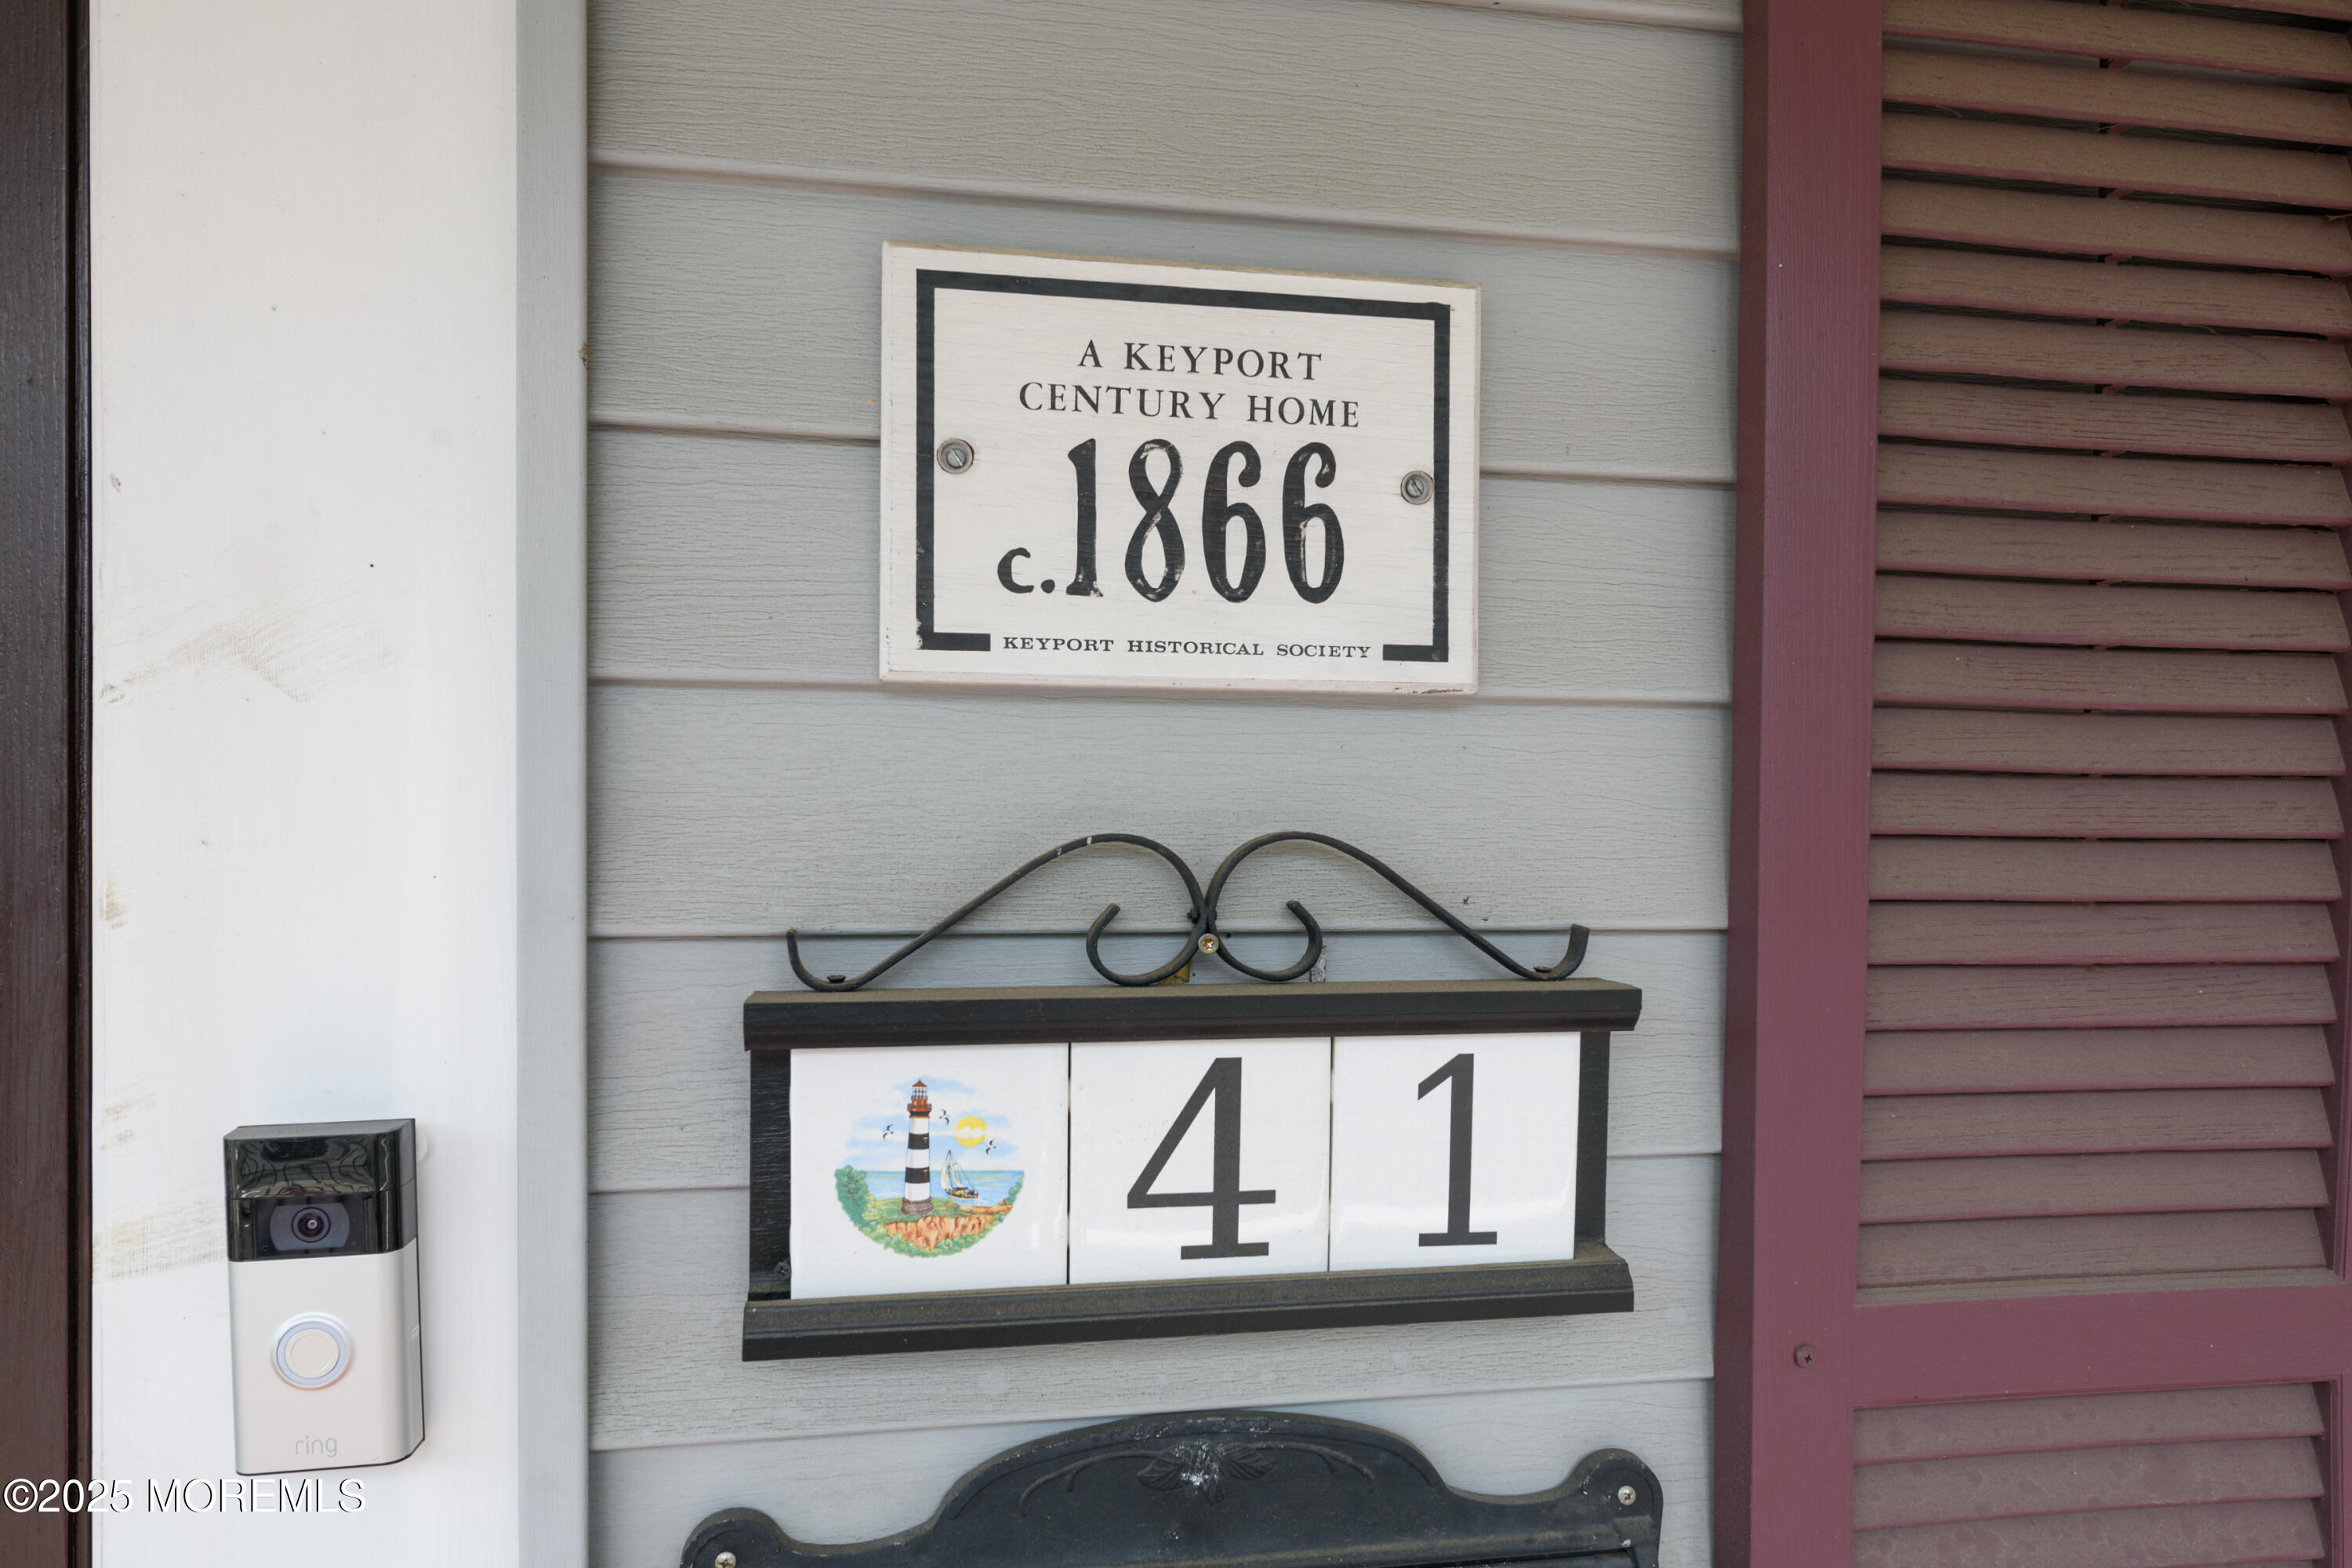 A KEYPORT
CENTURY HOME
c.1866
KEYPORT HISTORICAL SOCIETY
41
ring
©2025 MOREMLS